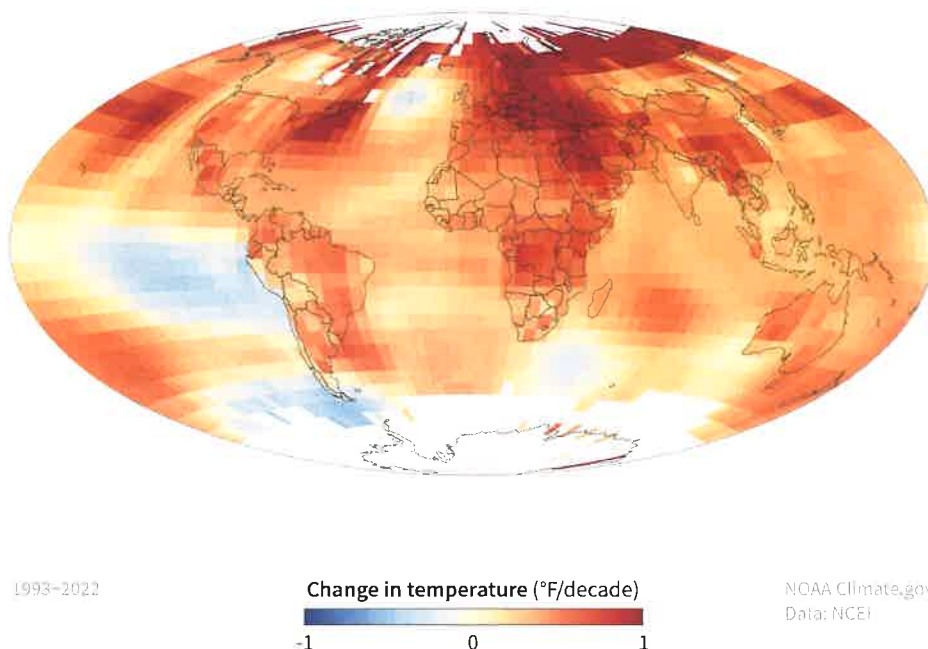 1993–2022
Change in temperature (°F/decade)
-1 0 1
NOAA Climate.gov
Data: NCEI